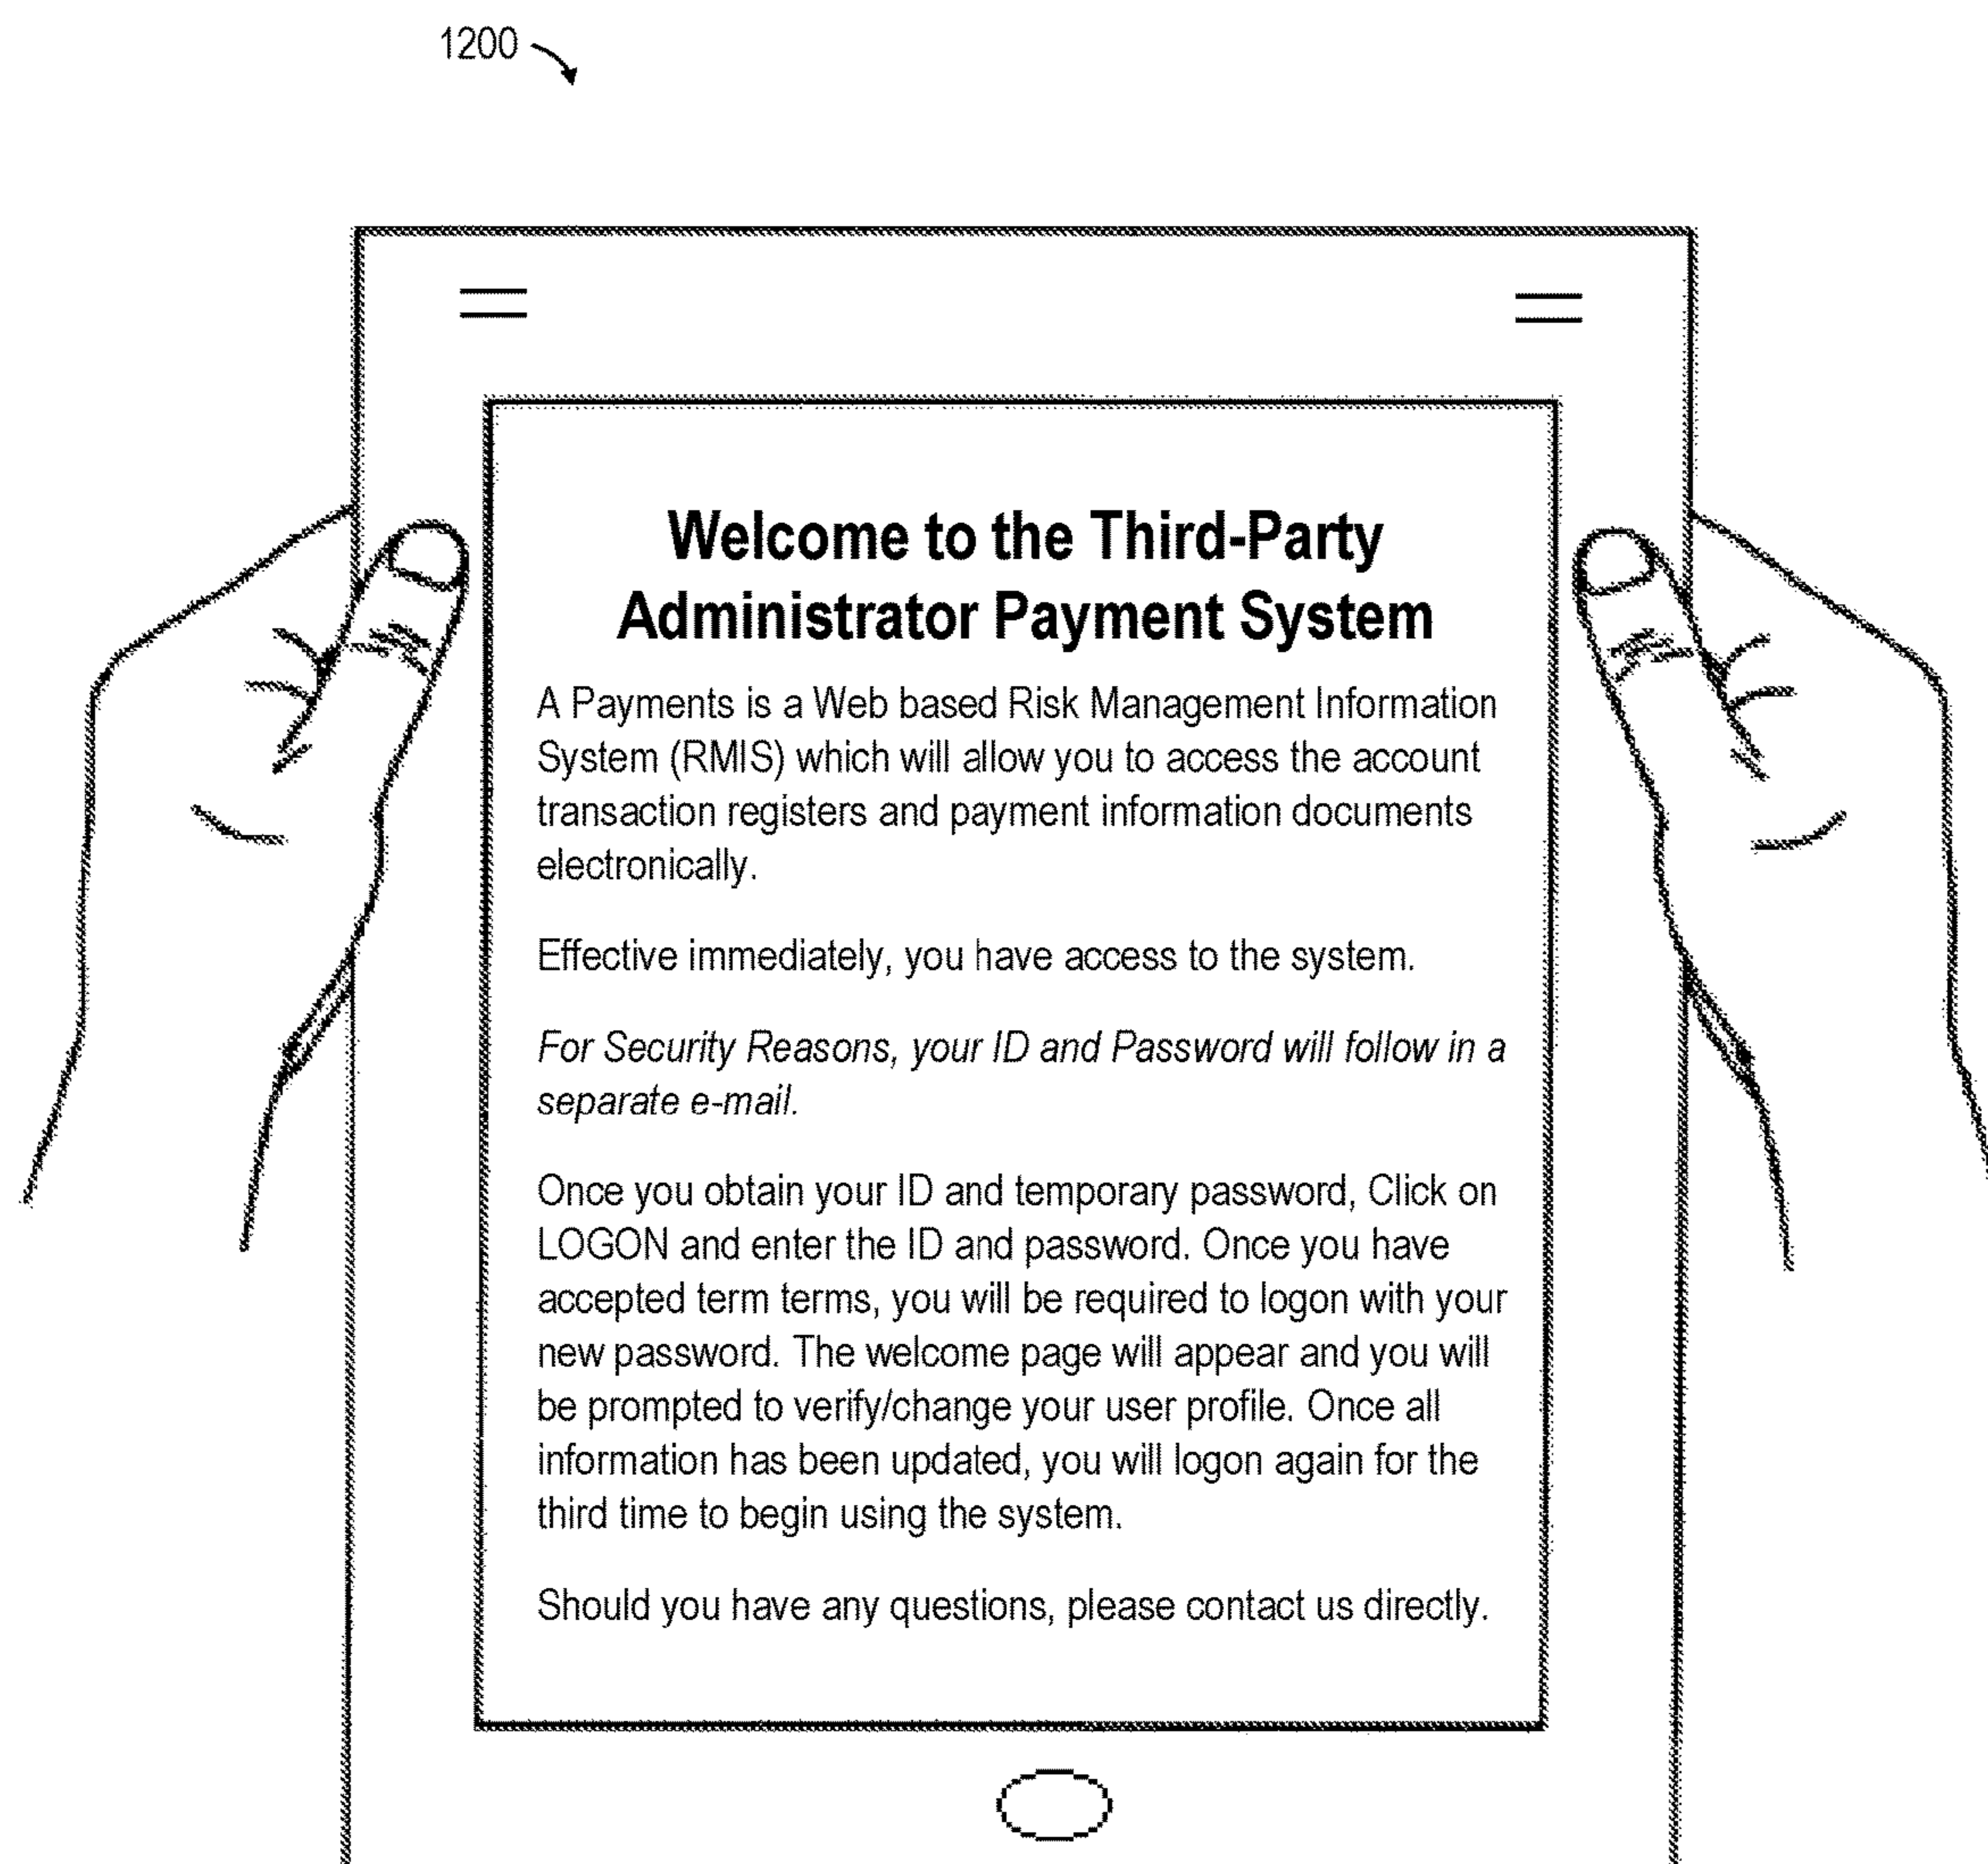 1200
Welcome to the Third-Party
Administrator Payment System
A Payments is a Web based Risk Management Information
System (RMIS) which will allow you to access the account
transaction registers and payment information documents
electronically.
Effective immediately, you have access to the system.
For Security Reasons, your ID and Password will follow in a
separate e-mail.
Once you obtain your ID and temporary password, Click on
LOGON and enter the ID and password. Once you have
accepted term terms, you will be required to logon with your
new password. The welcome page will appear and you will
be prompted to verify/change your user profile. Once all
information has been updated, you will logon again for the
third time to begin using the system.
Should you have any questions, please contact us directly.